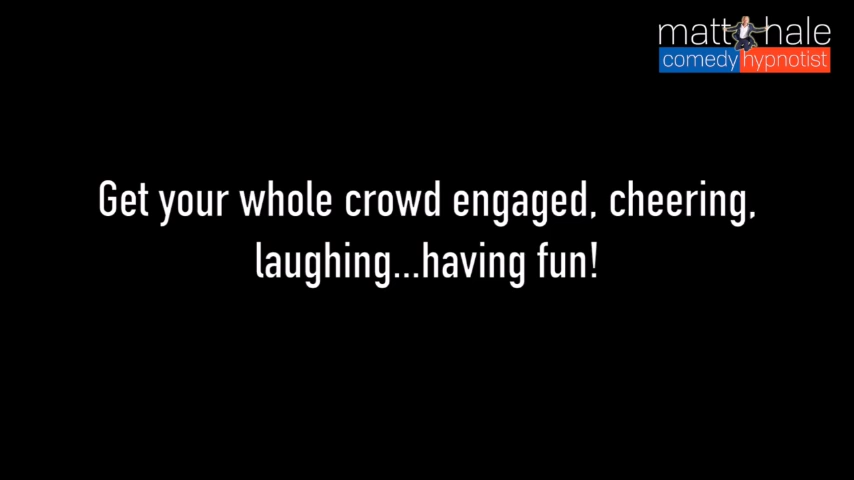 matt hale
comedy hypnotist
Get your whole crowd engaged, cheering,
laughing...having fun!